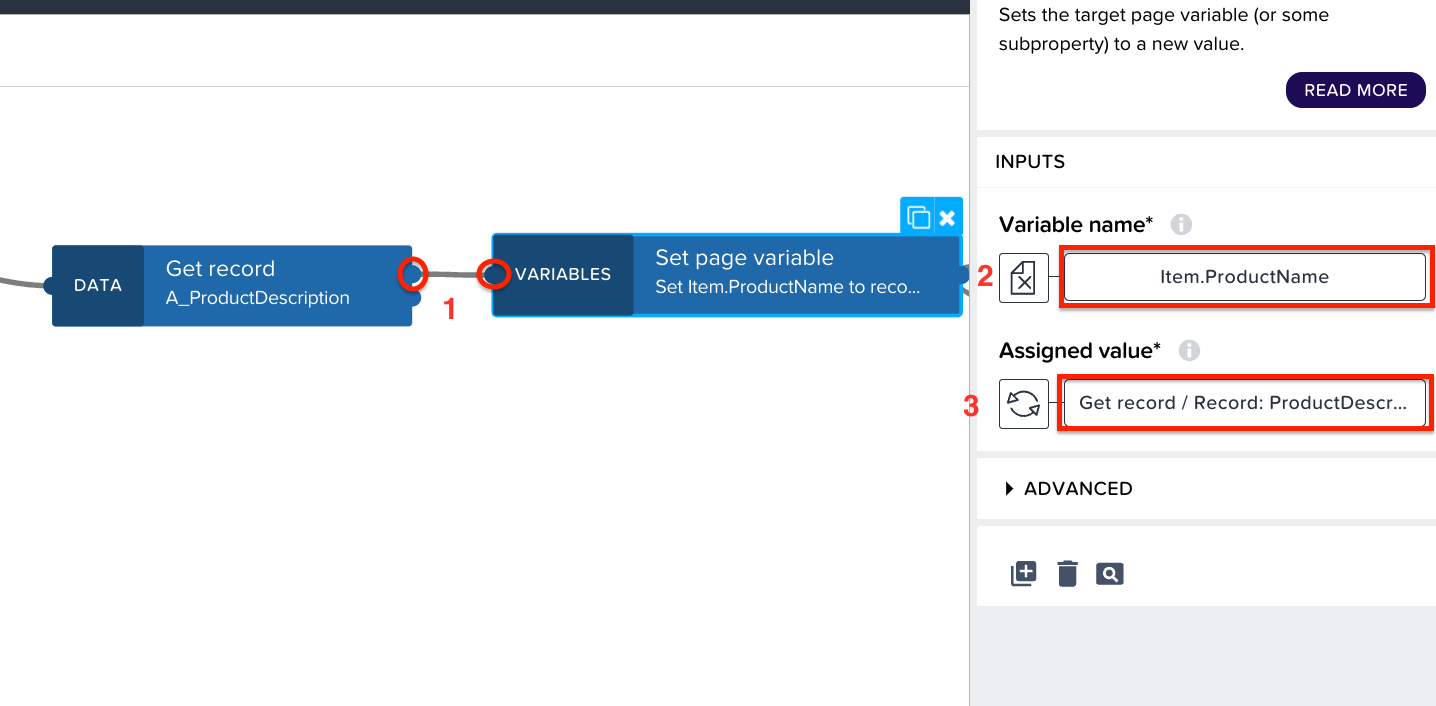 Sets the target page variable (or some
subproperty) to a new value.
READ MORE
INPUTS
DATA
Get record
A_ProductDescription
1
VARIABLES
Set page variable
Set Item.ProductName to reco...
Variable name*
2
Item.ProductName
Assigned value*
3
Get record / Record: ProductDescr...
ADVANCED